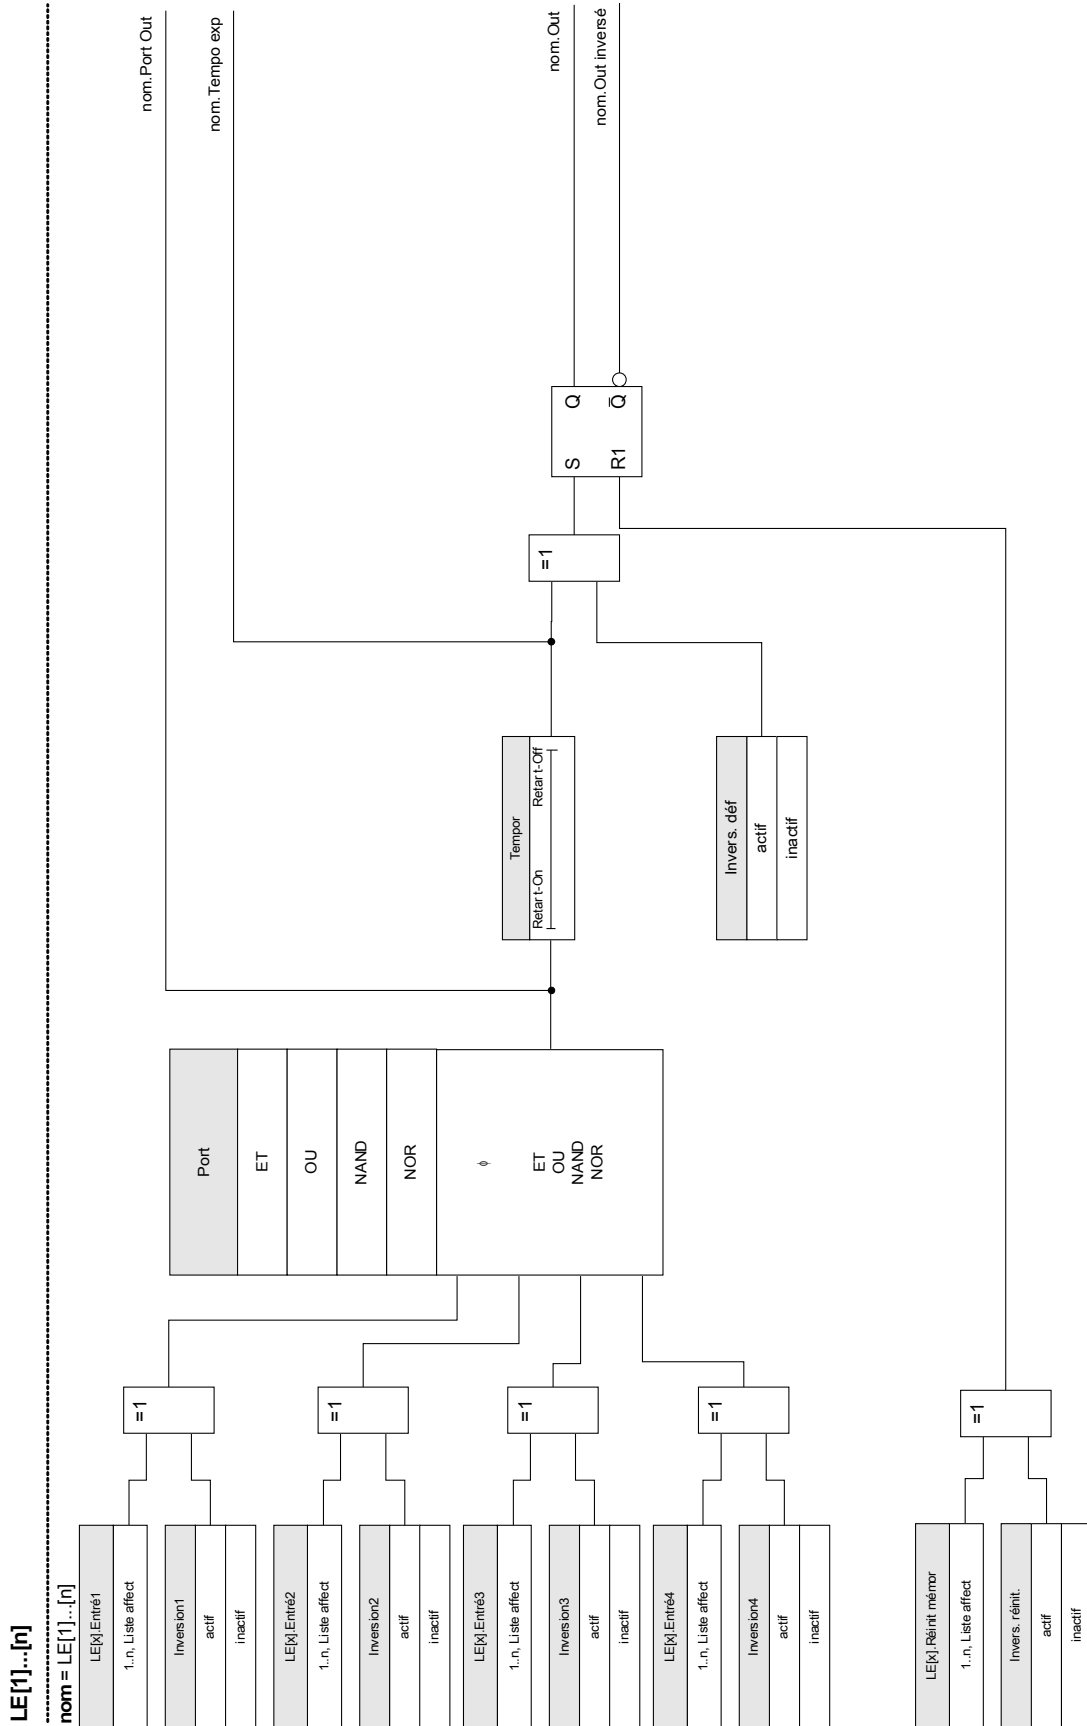 LE[1]...[n]
nom = LE[1]...[n]
LE[x].Entré1
1..n, Liste affect
Inversion1
actif
inactif
LE[x].Entré2
1..n, Liste affect
Inversion2
actif
inactif
LE[x].Entré3
1..n, Liste affect
Inversion3
actif
inactif
LE[x].Entré4
1..n, Liste affect
Inversion4
actif
inactif
LE[x].Réinit mémor
1..n, Liste affect
Invers. réinit.
actif
inactif
=1
=1
=1
=1
=1
Port
ET
OU
NAND
NOR
ϕ
ET
OU
NAND
NOR
Tempor
Retart-On
Retart-Off
Invers. déf
actif
inactif
=1
S
Q
R1
Q̅
nom.Port Out
nom.Tempo exp
nom.Out
nom.Out inversé